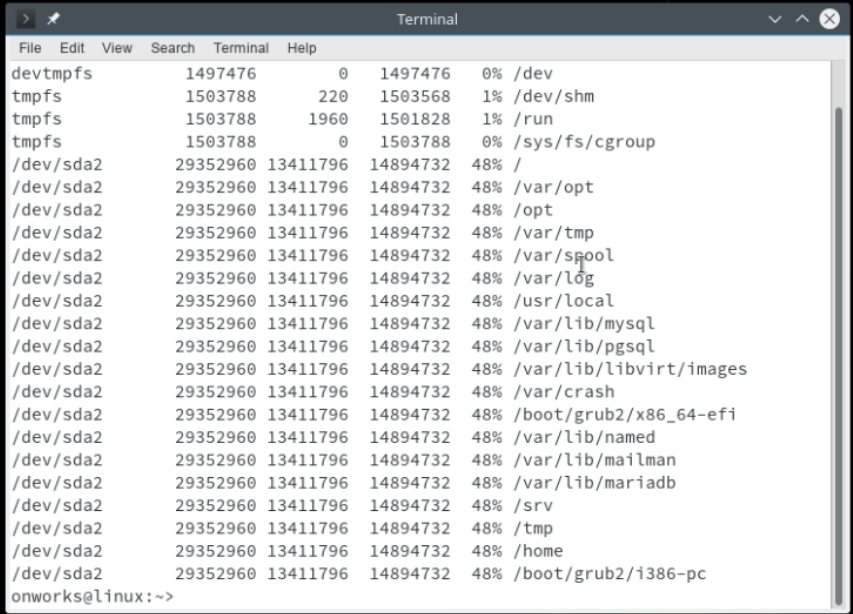 Terminal
File Edit View Search Terminal Help
devtmpfs 1497476 0 1497476 0% /dev
tmpfs 1503788 220 1503568 1% /dev/shm
tmpfs 1503788 1960 1501828 1% /run
tmpfs 1503788 0 1503788 0% /sys/fs/cgroup
/dev/sda2 29352960 13411796 14894732 48% /
/dev/sda2 29352960 13411796 14894732 48% /var/opt
/dev/sda2 29352960 13411796 14894732 48% /opt
/dev/sda2 29352960 13411796 14894732 48% /var/tmp
/dev/sda2 29352960 13411796 14894732 48% /var/spool
/dev/sda2 29352960 13411796 14894732 48% /var/log
/dev/sda2 29352960 13411796 14894732 48% /usr/local
/dev/sda2 29352960 13411796 14894732 48% /var/lib/mysql
/dev/sda2 29352960 13411796 14894732 48% /var/lib/pgsql
/dev/sda2 29352960 13411796 14894732 48% /var/lib/libvirt/images
/dev/sda2 29352960 13411796 14894732 48% /var/crash
/dev/sda2 29352960 13411796 14894732 48% /boot/grub2/x86_64-efi
/dev/sda2 29352960 13411796 14894732 48% /var/lib/named
/dev/sda2 29352960 13411796 14894732 48% /var/lib/mailman
/dev/sda2 29352960 13411796 14894732 48% /var/lib/mariadb
/dev/sda2 29352960 13411796 14894732 48% /srv
/dev/sda2 29352960 13411796 14894732 48% /tmp
/dev/sda2 29352960 13411796 14894732 48% /home
/dev/sda2 29352960 13411796 14894732 48% /boot/grub2/i386-pc
onworks@linux:~>